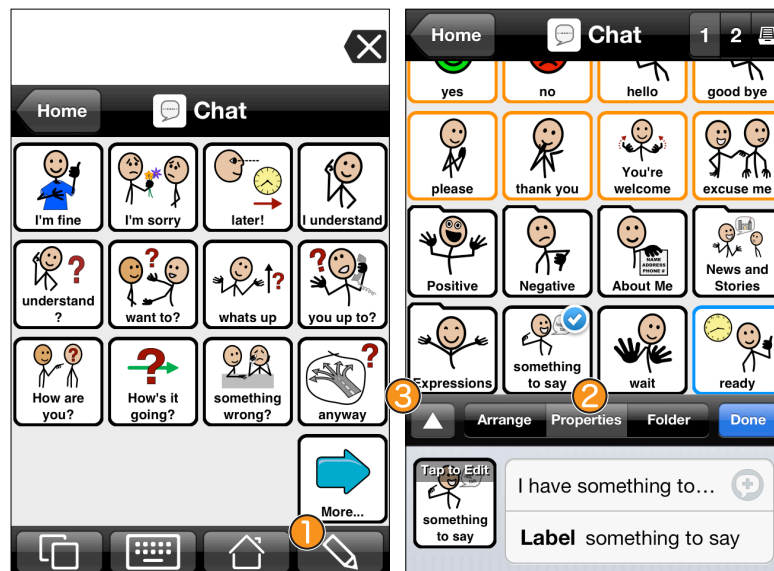 Home
Chat
I'm fine
I'm sorry
later!
I understand
understand
?
want to?
whats up
you up to?
How are
you?
How's it
going?
something
wrong?
anyway
More...
1
Home
Chat
1
2
yes
no
hello
good bye
please
thank you
You're
welcome
excuse me
Positive
Negative
NAME
ADDRESS
PHONE #
About Me
News and
Stories
Expressions
something
to say
wait
ready
3
2
Arrange
Properties
Folder
Done
Tap to Edit
something
to say
I have something to…
Label something to say